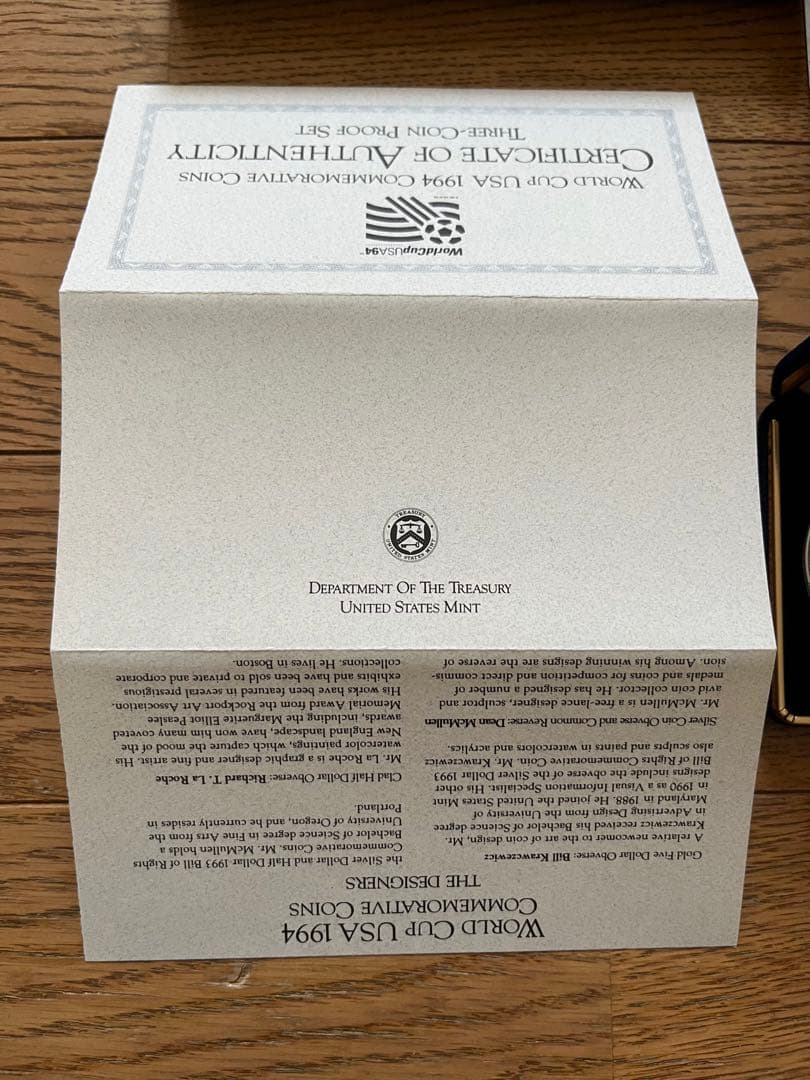 WorldCupUSA94™
WORLD CUP USA 1994 COMMEMORATIVE COINS
CERTIFICATE OF AUTHENTICITY
THREE-COIN PROOF SET
TREASURY
UNITED STATES MINT
DEPARTMENT OF THE TREASURY
UNITED STATES MINT
WORLD CUP USA 1994
COMMEMORATIVE COINS
THE DESIGNERS
Gold Five Dollar: Obverse: Bill Krawczewicz
A relative newcomer to the art of coin design, Mr.
Krawczewicz received his Bachelor of Science degree
in Advertising Design from the University of
Maryland in 1988. He joined the United States Mint
in 1990 as a Visual Information Specialist. His other
designs include the obverse of the Silver Dollar 1993
Bill of Rights Commemorative Coin. Mr. Krawczewicz
also sculpts and paints in watercolors and acrylics.
Silver Coin Obverse and Common Reverse: Dean McMullen
Mr. McMullen is a free-lance designer, sculptor and
avid coin collector. He has designed a number of
medals and coins for competition and direct commis-
sion. Among his winning designs are the reverse of
the Silver Dollar and Half Dollar 1993 Bill of Rights
Commemorative Coins. Mr. McMullen holds a
Bachelor of Science degree in Fine Arts from the
University of Oregon, and he currently resides in
Portland.
Clad Half Dollar Obverse: Richard T. La Roche
Mr. La Roche is a graphic designer and fine artist. His
watercolor paintings, which capture the mood of the
New England landscape, have won him many coveted
awards, including the Marguerite Elliot Peaslee
Memorial Award from the Rockport Art Association.
His works have been featured in several prestigious
exhibits and have been sold to private and corporate
collections. He lives in Boston.